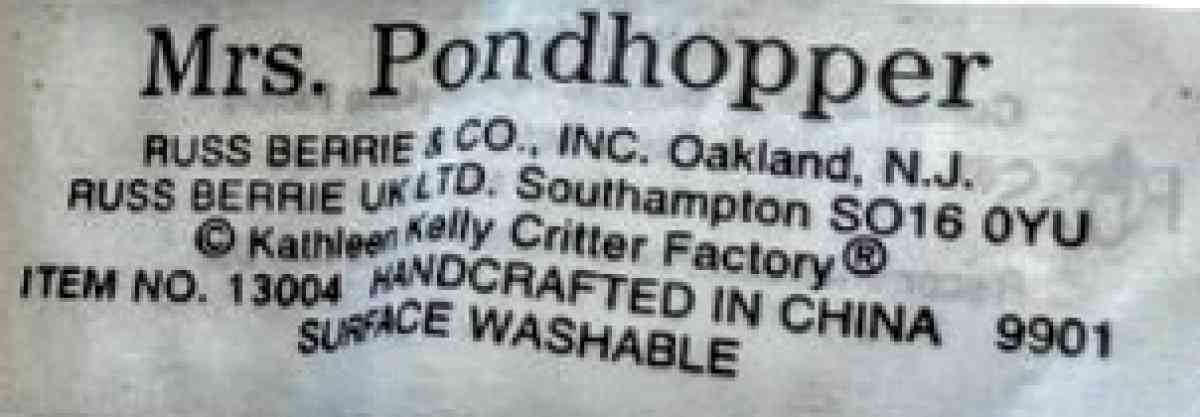 Mrs. Pondhopper
RUSS BERRIE & CO., INC. Oakland, N.J.
RUSS BERRIE UK LTD. Southampton SO16 0YU
© Kathleen Kelly Critter Factory®
ITEM NO. 13004 HANDCRAFTED IN CHINA 9901
SURFACE WASHABLE